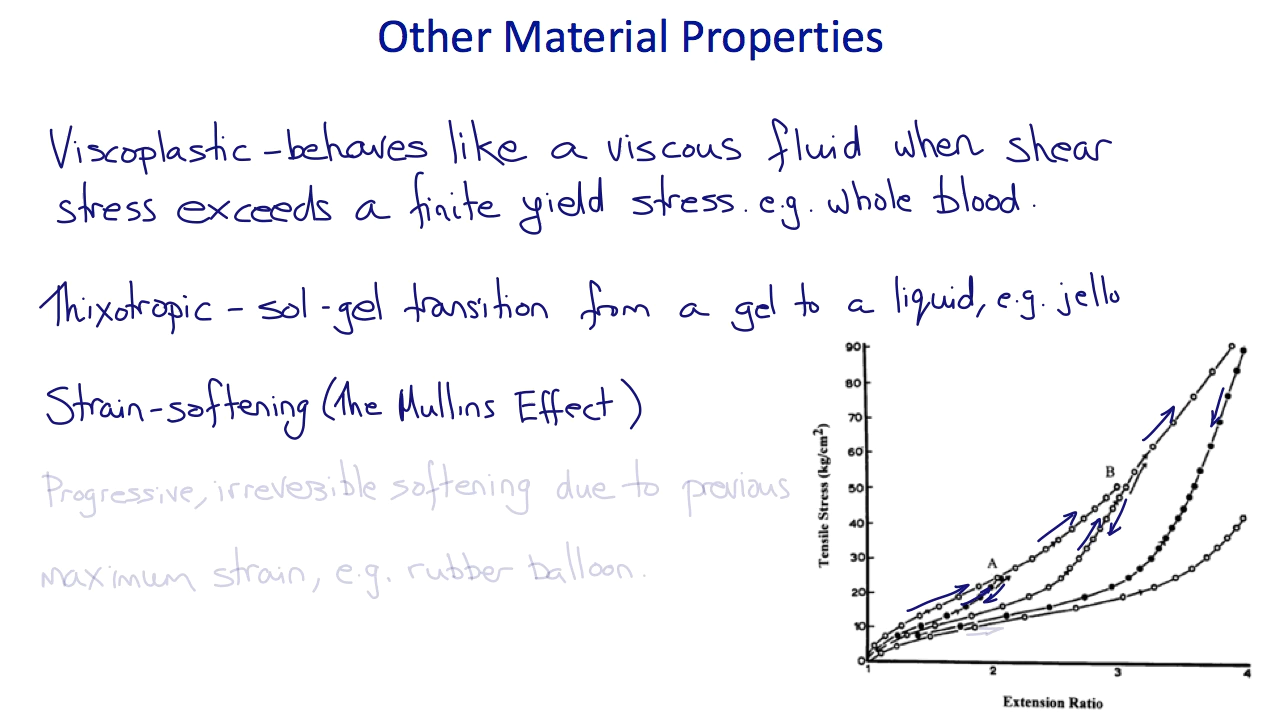 Other Material Properties
Viscoplastic - behaves like a viscous fluid when shear
stress exceeds a finite yield stress. e.g. whole blood.
Thixotropic - sol-gel transition from a gel to a liquid, e.g. jello
Strain-softening (The Mullins Effect)
Progressive, irreversible softening due to previous
maximum strain, e.g. rubber balloon.
Tensile Stress (kg/cm²)
90
80
70
60
50
40
30
20
10
0
B
A
1 2 3 4
Extension Ratio